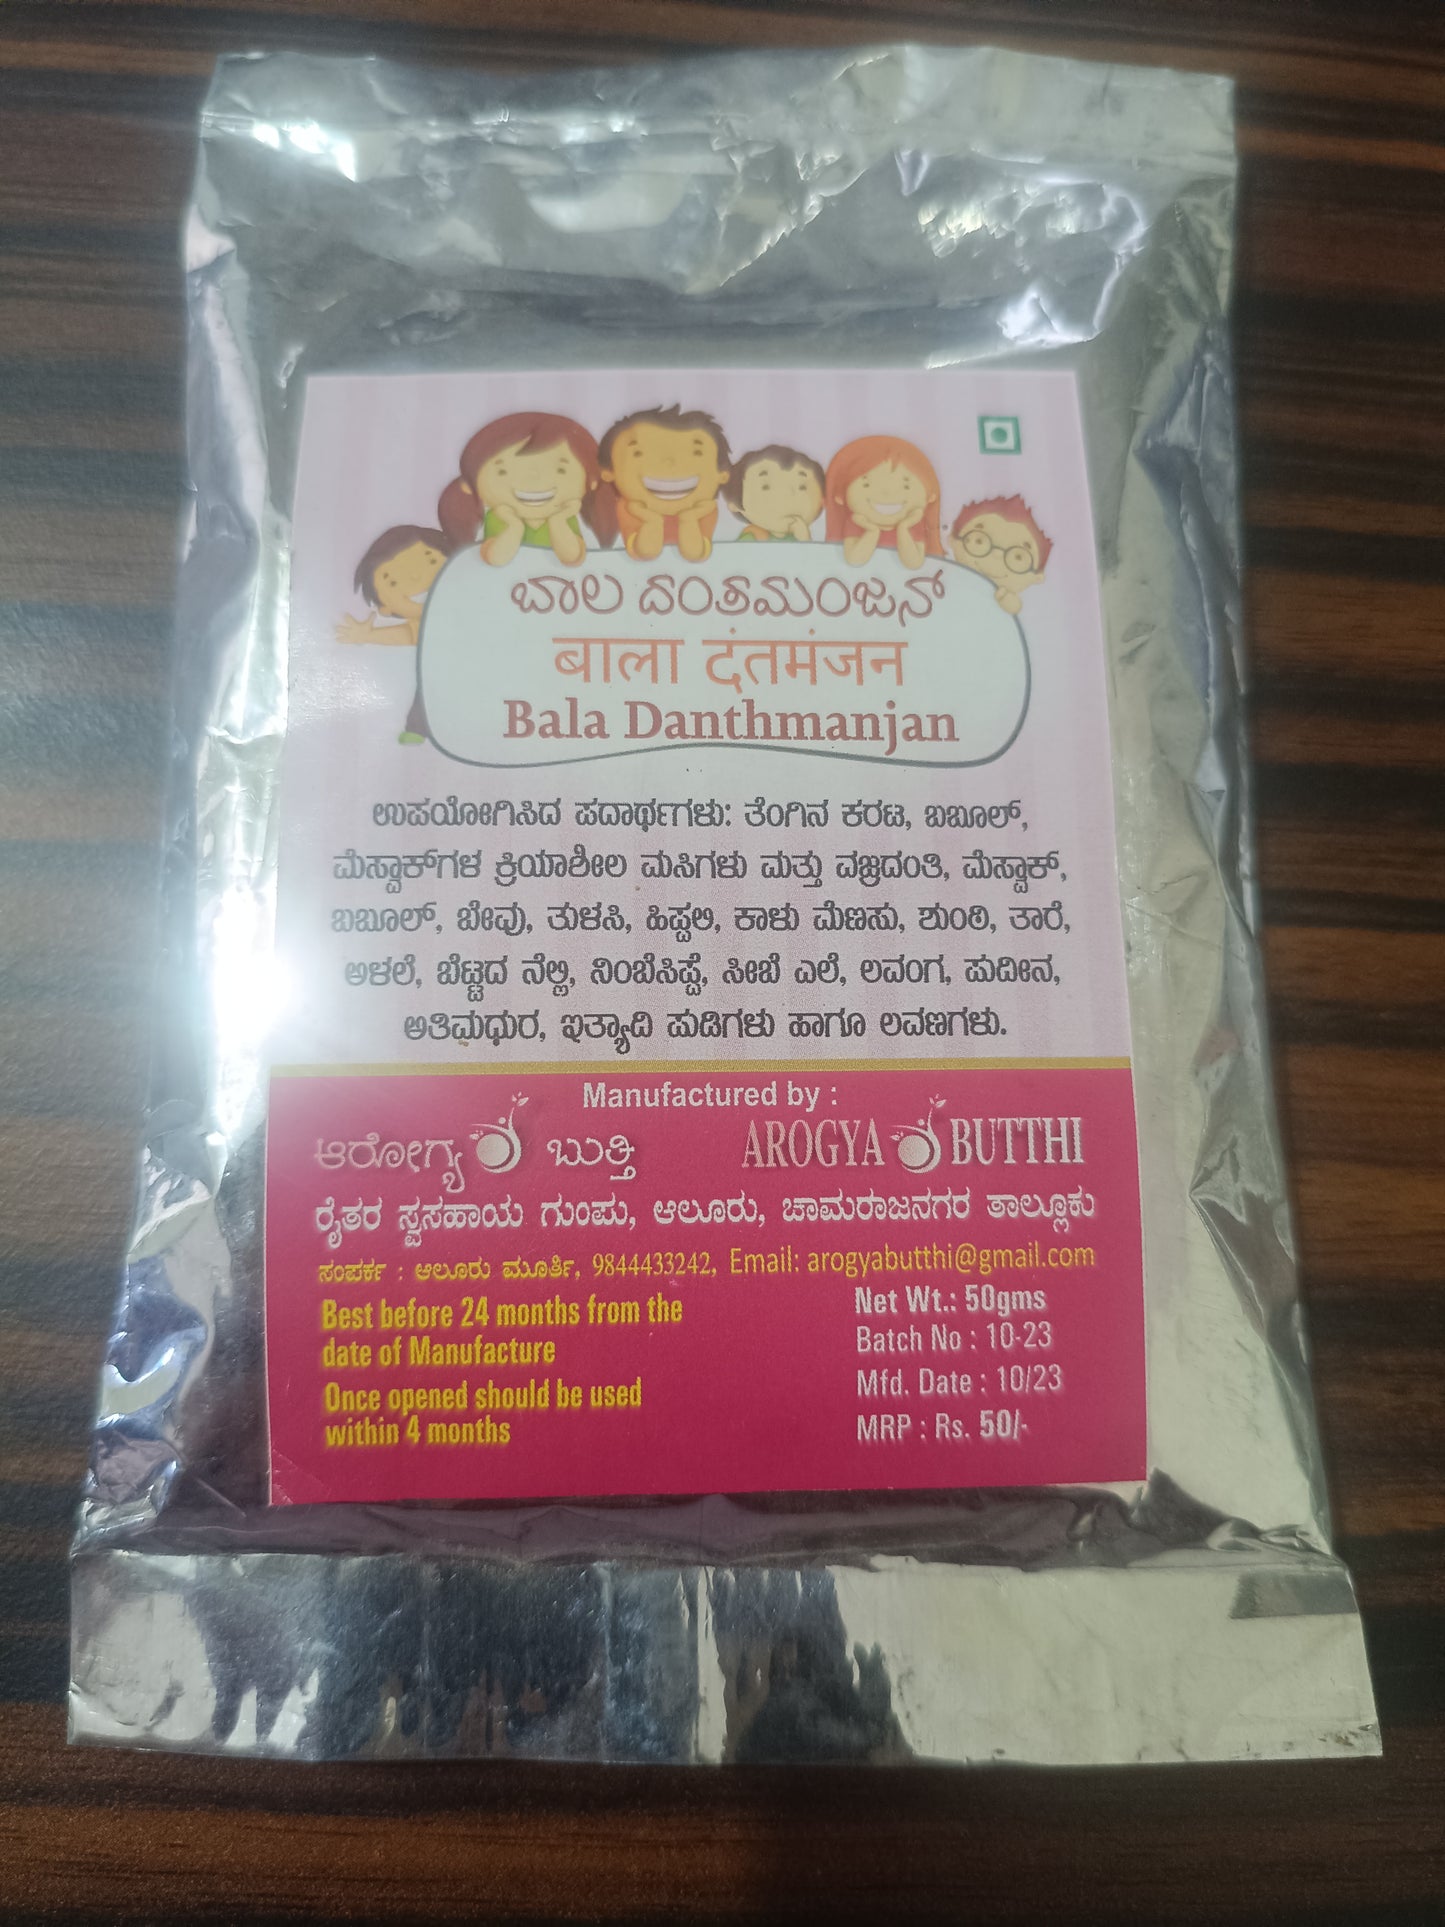 ಬಾಲ ದಂತಮಂಜನ್
बाला दंतमंजन
Bala Danthmanjan
ಉಪಯೋಗಿಸಿದ ಪದಾರ್ಥಗಳು: ತೆಂಗಿನ ಕರಟ, ಬಬೂಲ್,
ಮೆಸ್ವಾಕ್‌ಗಳ ಕ್ರಿಯಾಶೀಲ ಮಸಿಗಳು ಮತ್ತು ವಜ್ರದಂತಿ, ಮೆಸ್ವಾಕ್,
ಬಬೂಲ್, ಬೇವು, ತುಳಸಿ, ಹಿಪ್ಪಲಿ, ಕಾಳು ಮೆಣಸು, ಶುಂಠಿ, ತಾರೆ,
ಅಳಲೆ, ಬೆಟ್ಟದ ನೆಲ್ಲಿ, ನಿಂಬೆಸಿಪ್ಪೆ, ಸೀಬೆ ಎಲೆ, ಲವಂಗ, ಪುದೀನ,
ಅತಿಮಧುರ, ಇತ್ಯಾದಿ ಪುಡಿಗಳು ಹಾಗೂ ಲವಣಗಳು.
Manufactured by :
ಆರೋಗ್ಯ ಬುತ್ತಿ AROGYA BUTTHI
ರೈತರ ಸ್ವಸಹಾಯ ಗುಂಪು, ಆಲೂರು, ಚಾಮರಾಜನಗರ ತಾಲ್ಲೂಕು
ಸಂಪರ್ಕ : ಆಲೂರು ಮೂರ್ತಿ, 9844433242, Email: arogyabutthi@gmail.com
Best before 24 months from the
date of Manufacture
Once opened should be used
within 4 months
Net Wt.: 50gms
Batch No : 10-23
Mfd. Date : 10/23
MRP : Rs. 50/-